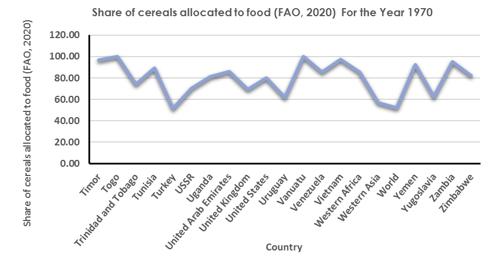 Share of cereals allocated to food (FAO, 2020) For the Year 1970
Share of cereals allocated to food (FAO, 2020)
120.00
100.00
80.00
60.00
40.00
20.00
0.00
Timor
Togo
Trinidad and Tobago
Tunisia
Turkey
USSR
Uganda
United Arab Emirates
United Kingdom
United States
Uruguay
Vanuatu
Venezuela
Vietnam
Western Africa
Western Asia
World
Yemen
Yugoslavia
Zambia
Zimbabwe
Country